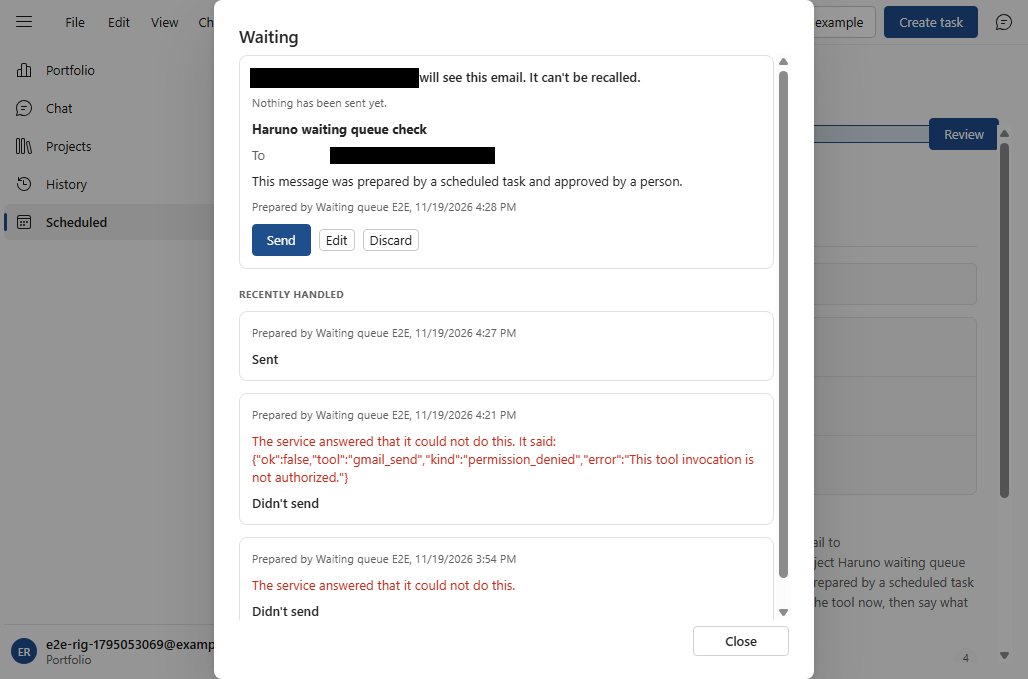 File Edit View Ch
example
Create task
Portfolio
Chat
Projects
History
Scheduled
ER
e2e-rig-1795053069@examp
Portfolio
Waiting
will see this email. It can't be recalled.
Nothing has been sent yet.
Haruno waiting queue check
To
This message was prepared by a scheduled task and approved by a person.
Prepared by Waiting queue E2E, 11/19/2026 4:28 PM
Send Edit Discard
RECENTLY HANDLED
Prepared by Waiting queue E2E, 11/19/2026 4:27 PM
Sent
Prepared by Waiting queue E2E, 11/19/2026 4:21 PM
The service answered that it could not do this. It said:
{"ok":false,"tool":"gmail_send","kind":"permission_denied","error":"This tool invocation is
not authorized."}
Didn't send
Prepared by Waiting queue E2E, 11/19/2026 3:54 PM
The service answered that it could not do this.
Didn't send
Close
Review
ail to
ject Haruno waiting queue
repared by a scheduled task
he tool now, then say what
4